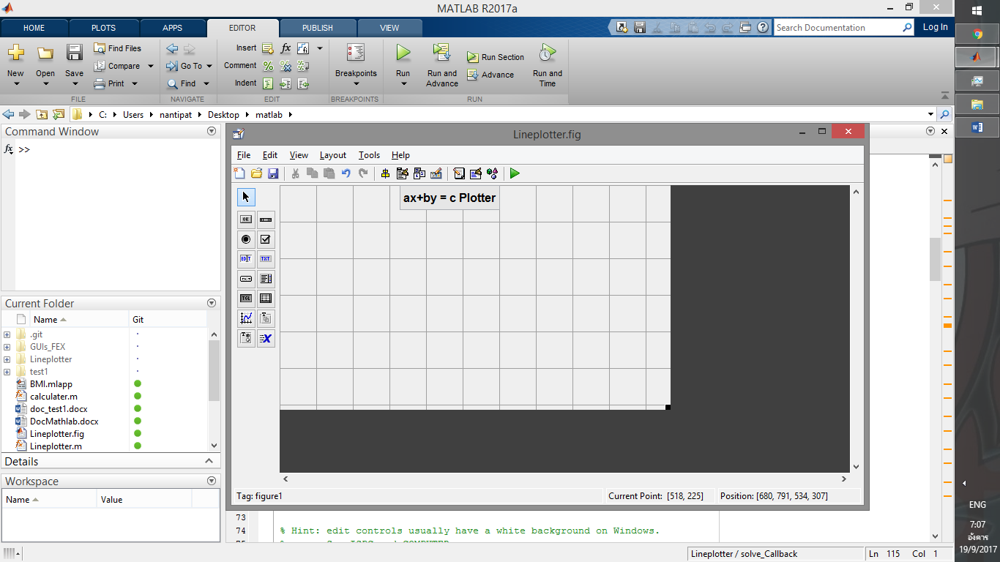 MATLAB R2017a
HOME PLOTS APPS EDITOR PUBLISH VIEW
Search Documentation
Log In
New
Open
Save
Find Files
Compare
Print
FILE
Go To
Find
NAVIGATE
Insert
Comment
Indent
EDIT
Breakpoints
BREAKPOINTS
Run
Run and Advance
Run Section
Advance
Run and Time
RUN
C: Users nantipat Desktop matlab
Command Window
fx >>
Current Folder
Name Git
.git
GUIs_FEX
Lineplotter
test1
BMI.mlapp
calculater.m
doc_test1.docx
DocMathlab.docx
Lineplotter.fig
Lineplotter.m
Details
Workspace
Name Value
Lineplotter.fig
File Edit View Layout Tools Help
OK
EDIT TXT
TGL
ax+by = c Plotter
Tag: figure1
Current Point: [518, 225]
Position: [680, 791, 534, 307]
73
74 % Hint: edit controls usually have a white background on Windows.
Lineplotter / solve_Callback
Ln 115 Col 1
ENG
7:07
อังคาร
19/9/2017